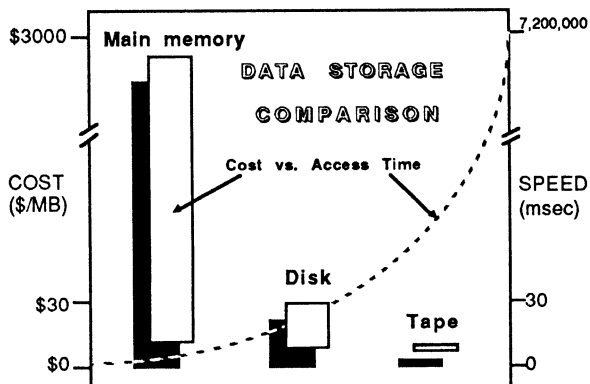 $3000
7,200,000
Main memory
DATA STORAGE
COMPARISON
Cost vs. Access Time
COST
($/MB)
SPEED
(msec)
Disk
$30
30
Tape
$0
0